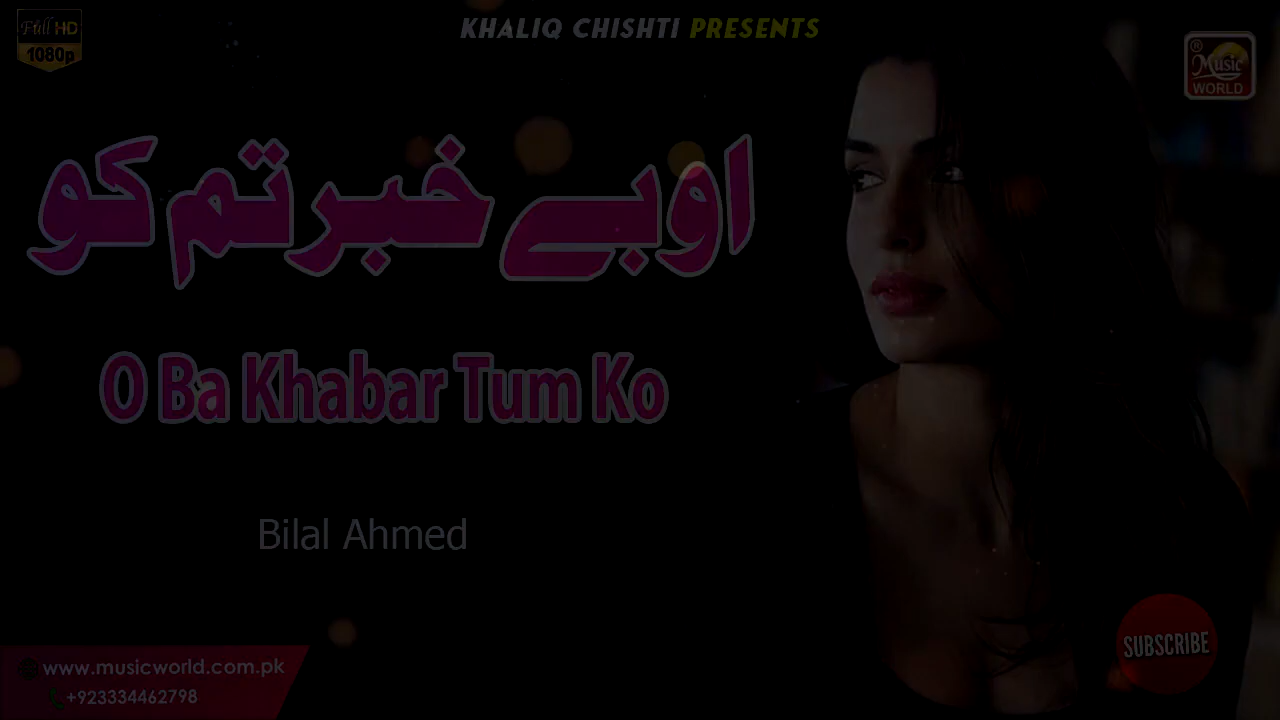 Full HD
1080p
KHALIQ CHISHTI PRESENTS
® Music
WORLD
او بے خبر تم کو
O Ba Khabar Tum Ko
Bilal Ahmed
www.musicworld.com.pk
+923334462798
SUBSCRIBE